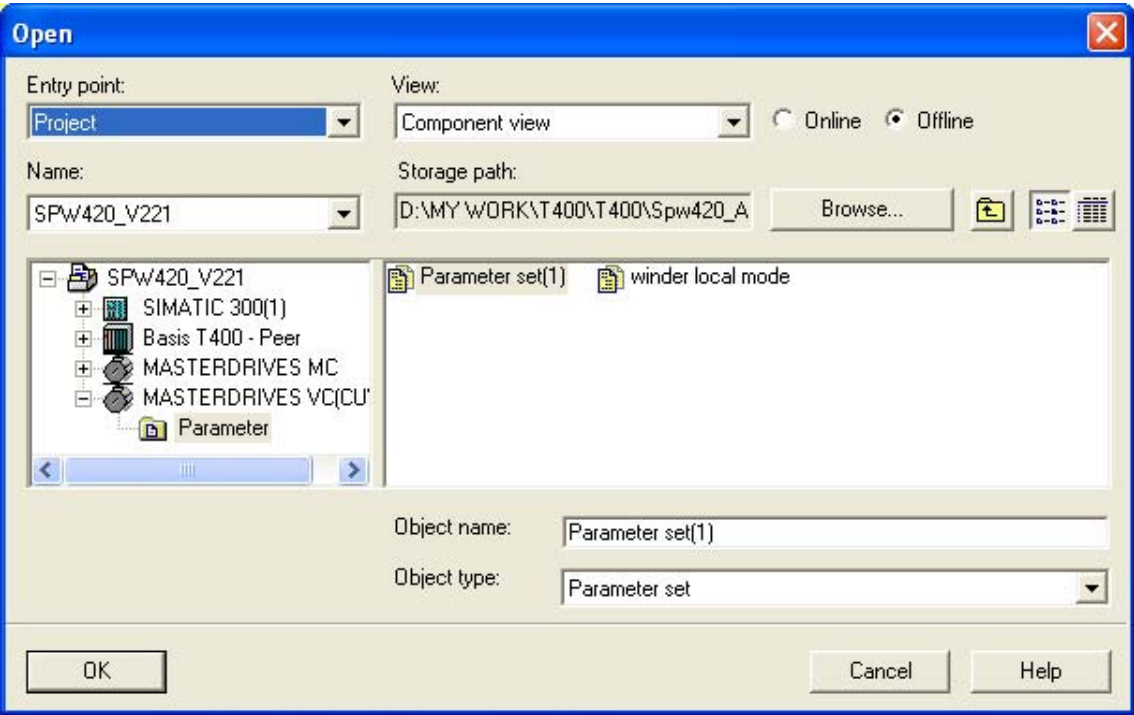 Open
Entry point:
View:
Project
Component view
Online
Offline
Name:
Storage path:
SPW420_V221
D:\MY WORK\T400\T400\Spw420_A
Browse...
SPW420_V221
SIMATIC 300(1)
Basis T400 - Peer
MASTERDRIVES MC
MASTERDRIVES VC(CU
Parameter
Parameter set(1)
winder local mode
Object name:
Parameter set(1)
Object type:
Parameter set
OK
Cancel
Help